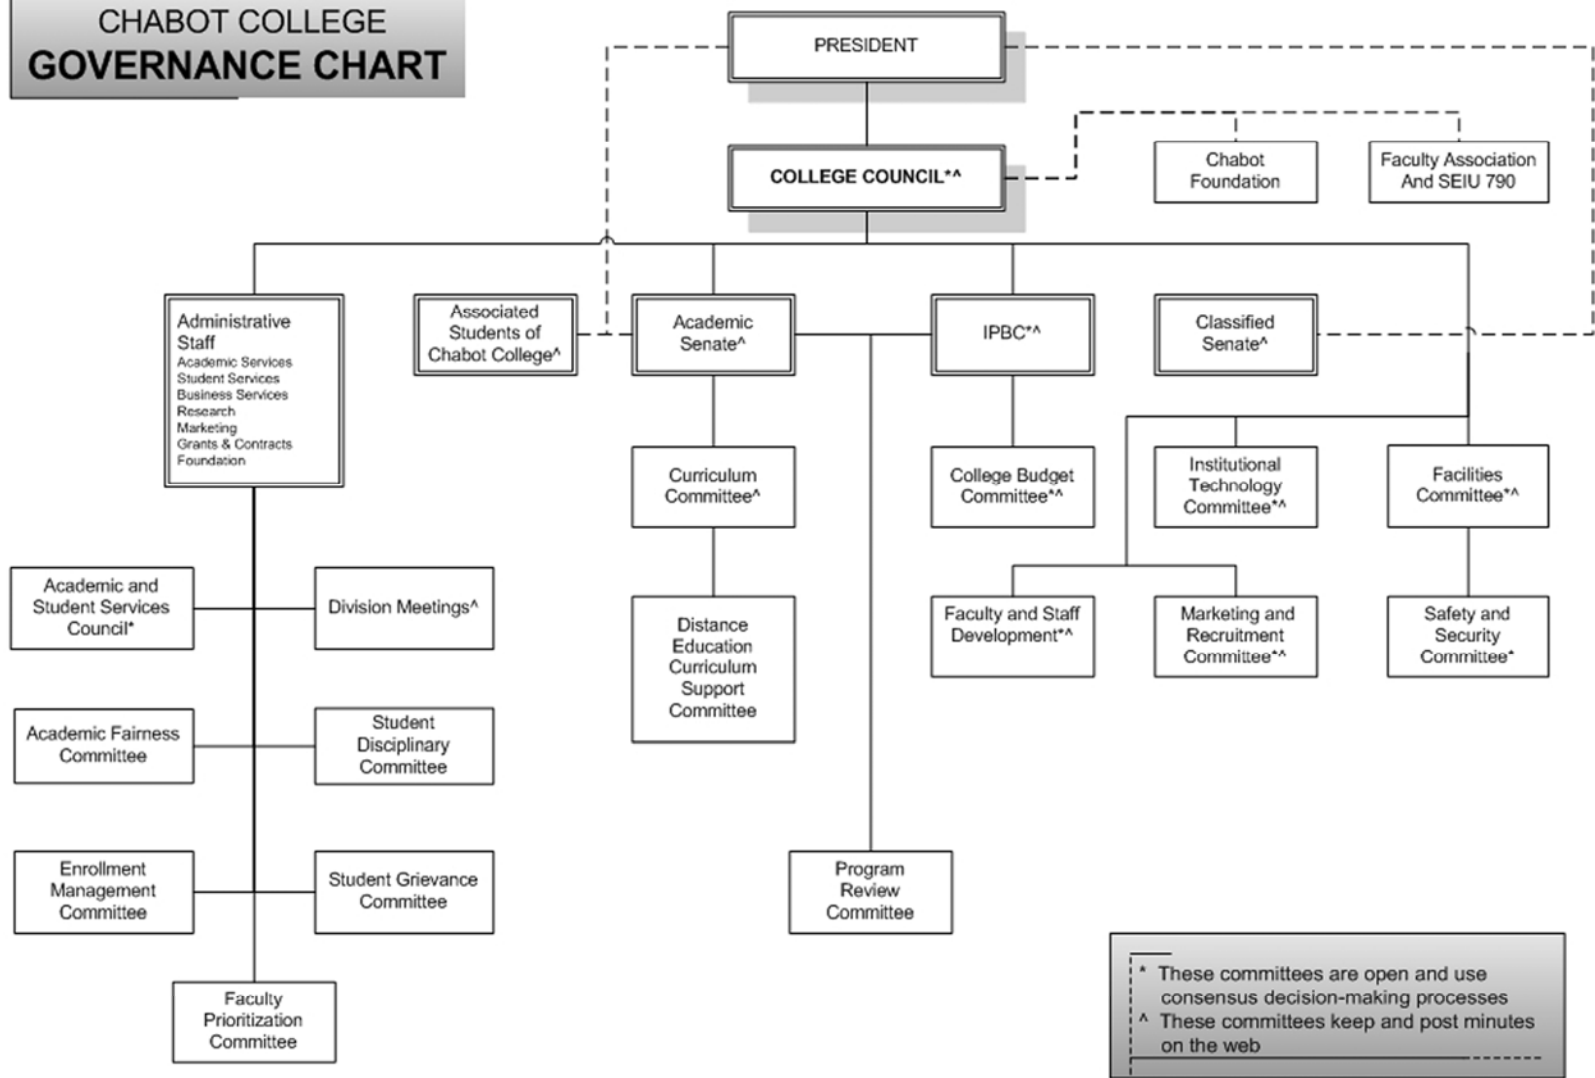 CHABOT COLLEGE
GOVERNANCE CHART
PRESIDENT
COLLEGE COUNCIL*^
Chabot
Foundation
Faculty Association
And SEIU 790
Administrative
Staff
Academic Services
Student Services
Business Services
Research
Marketing
Grants & Contracts
Foundation
Associated
Students of
Chabot College^
Academic
Senate^
IPBC*^
Classified
Senate^
Curriculum
Committee^
College Budget
Committee*^
Institutional
Technology
Committee*^
Facilities
Committee*^
Academic and
Student Services
Council*
Division Meetings^
Distance
Education
Curriculum
Support
Committee
Faculty and Staff
Development*^
Marketing and
Recruitment
Committee*^
Safety and
Security
Committee*
Academic Fairness
Committee
Student
Disciplinary
Committee
Enrollment
Management
Committee
Student Grievance
Committee
Program
Review
Committee
Faculty
Prioritization
Committee
* These committees are open and use
consensus decision-making processes
^ These committees keep and post minutes
on the web